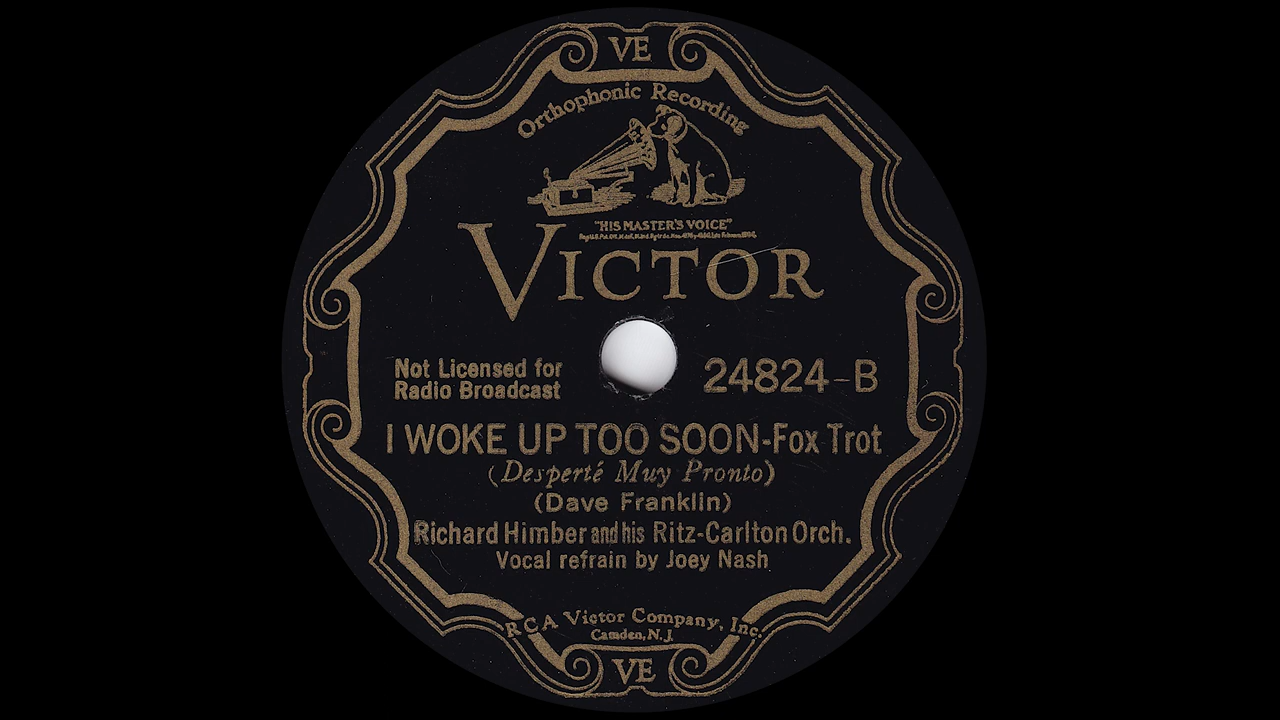 VE
Orthophonic Recording
"HIS MASTER'S VOICE"
VICTOR
Not Licensed for
Radio Broadcast
24824-B
I WOKE UP TOO SOON-Fox Trot
(Desperté Muy Pronto)
(Dave Franklin)
Richard Himber and his Ritz-Carlton Orch.
Vocal refrain by Joey Nash
RCA Victor Company, Inc.
Camden, N. J.
VE